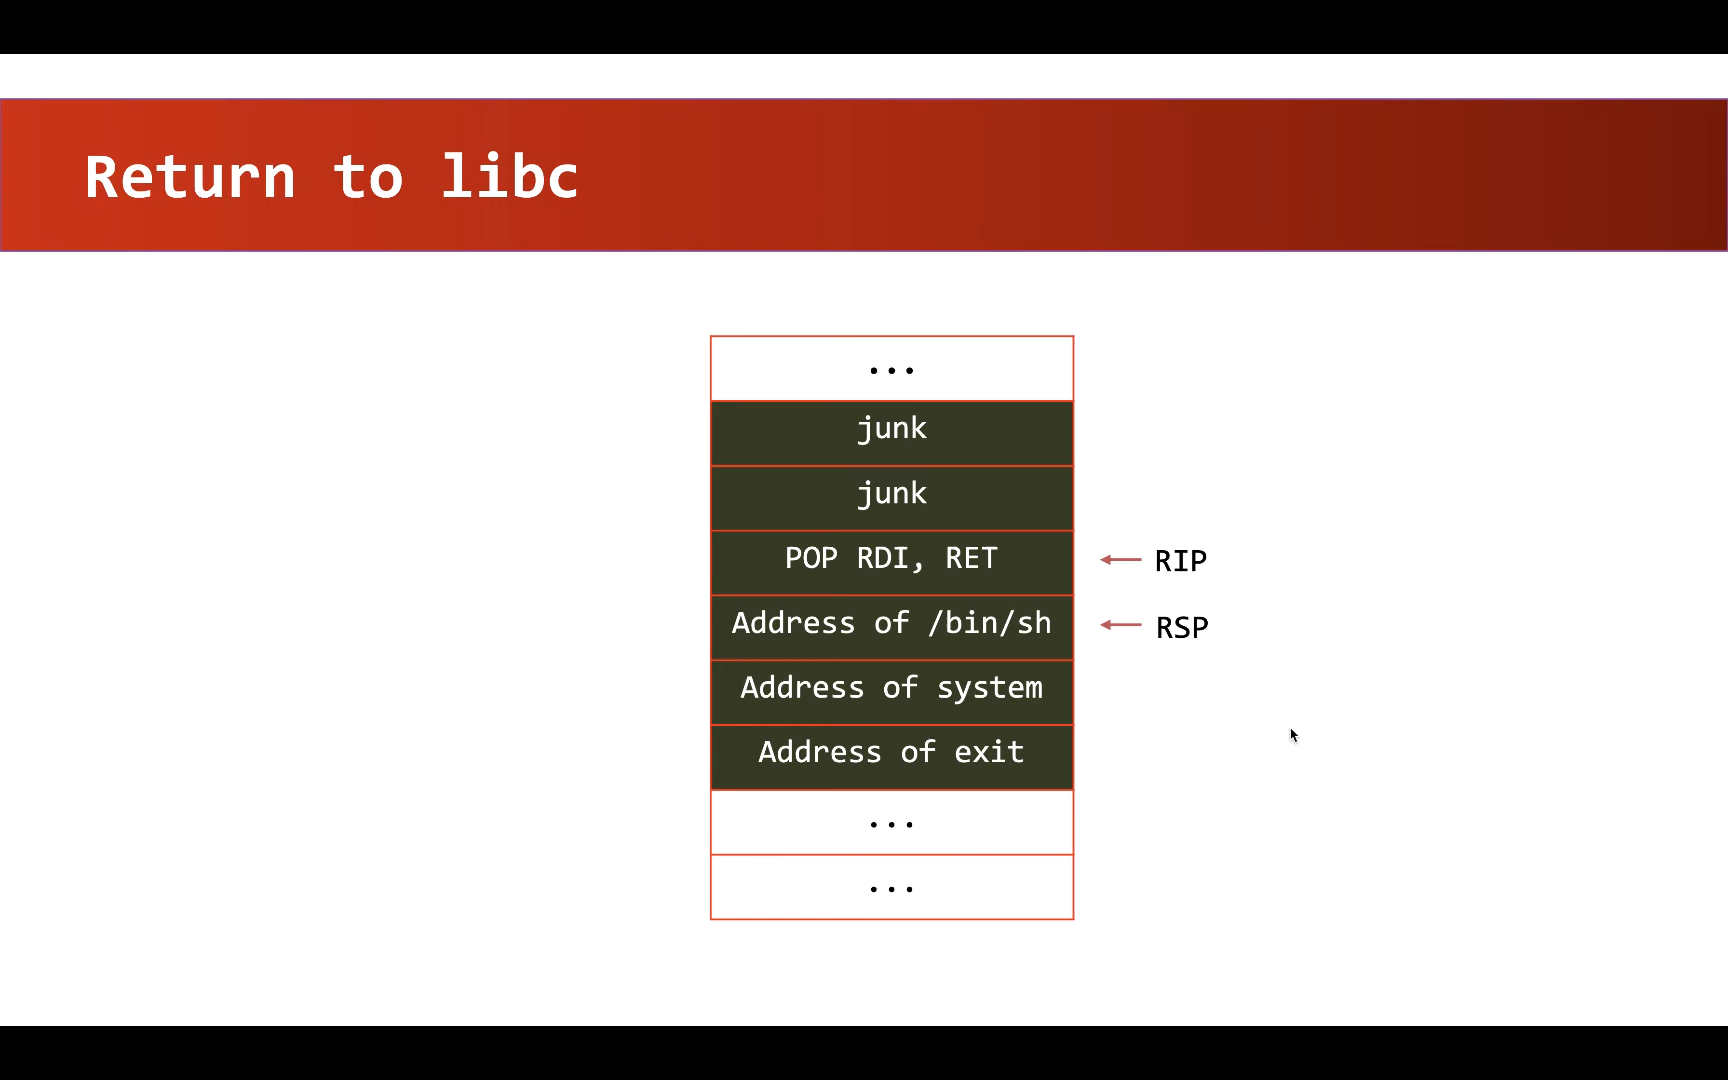 Return to libc
...
junk
junk
POP RDI, RET
RIP
Address of /bin/sh
RSP
Address of system
Address of exit
...
...